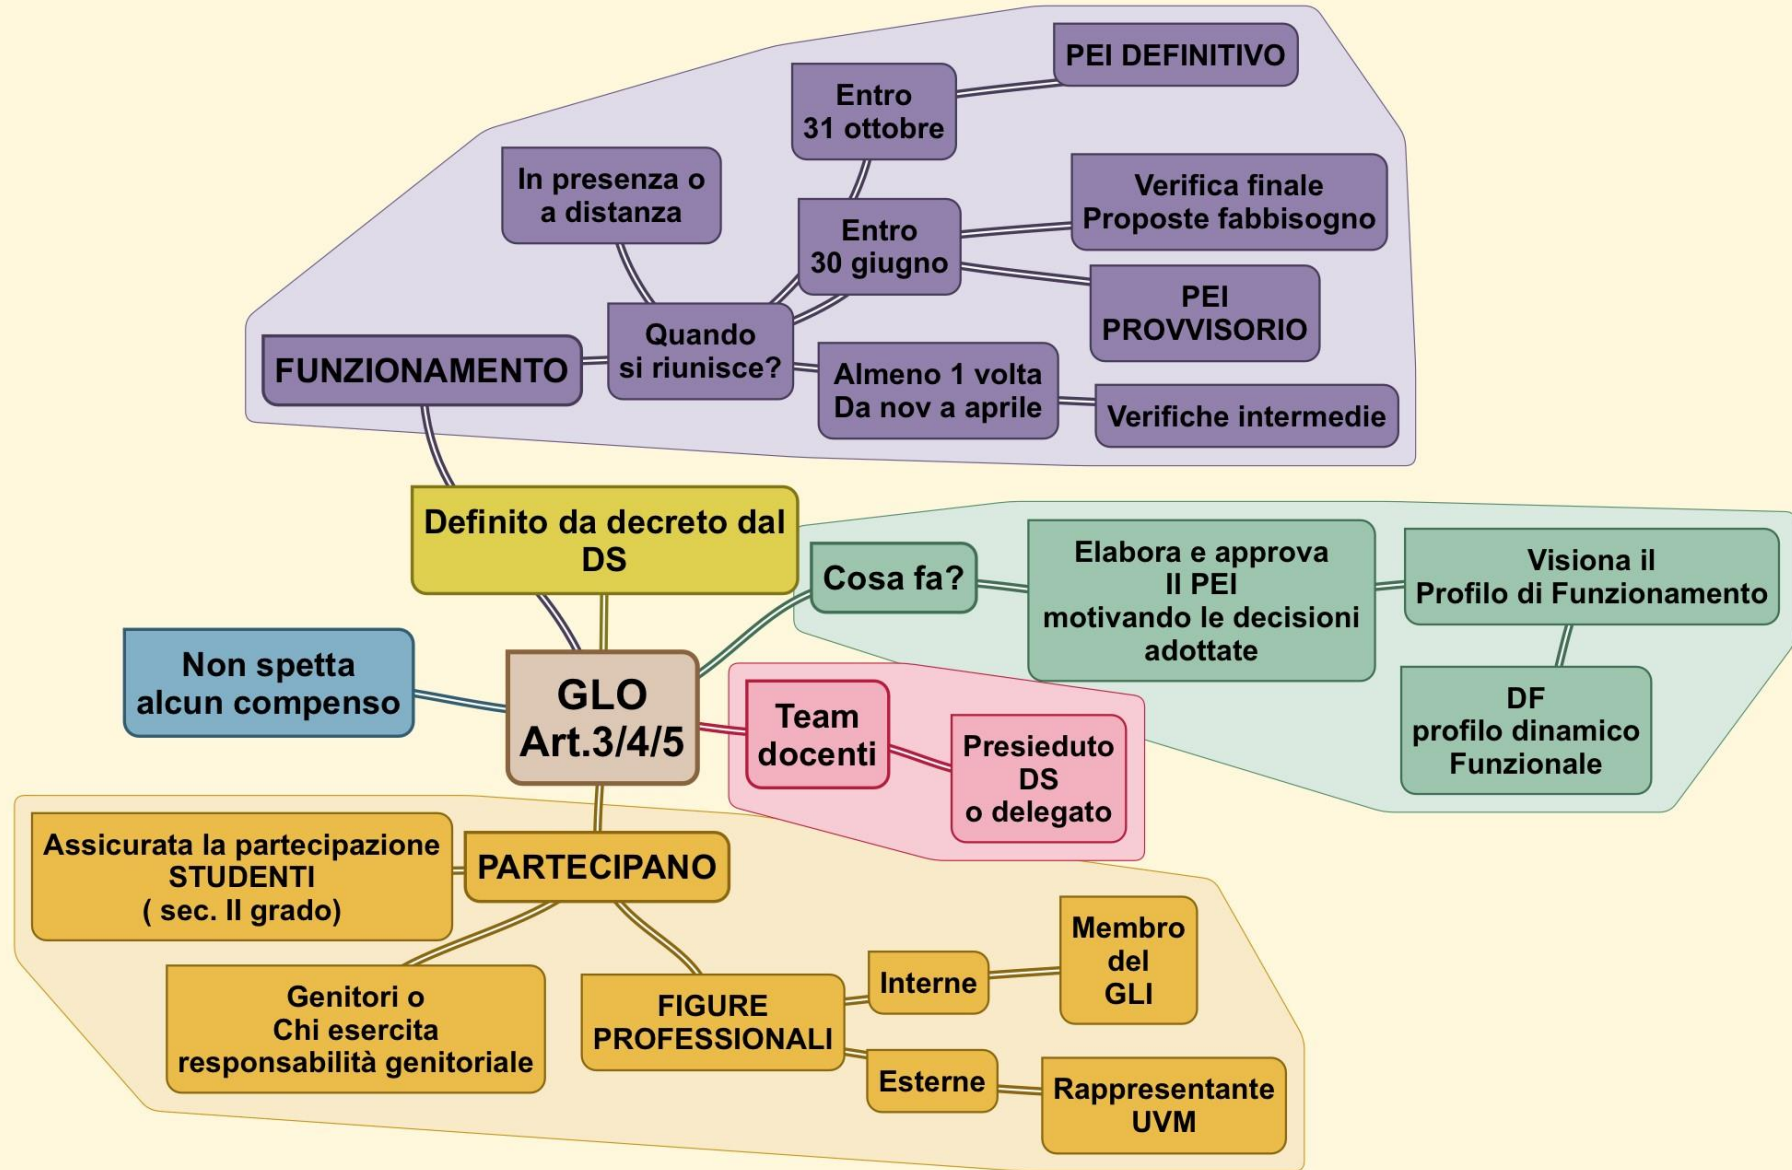 PEI DEFINITIVO
Entro
31 ottobre
In presenza o
a distanza
Verifica finale
Proposte fabbisogno
Entro
30 giugno
PEI
PROVVISORIO
Quando
si riunisce?
FUNZIONAMENTO
Almeno 1 volta
Da nov a aprile
Verifiche intermedie
Definito da decreto dal
DS
Cosa fa?
Elabora e approva
Il PEI
motivando le decisioni
adottate
Visiona il
Profilo di Funzionamento
DF
profilo dinamico
Funzionale
Non spetta
alcun compenso
GLO
Art.3/4/5
Team
docenti
Presieduto
DS
o delegato
Assicurata la partecipazione
STUDENTI
( sec. II grado)
PARTECIPANO
Genitori o
Chi esercita
responsabilità genitoriale
FIGURE
PROFESSIONALI
Interne
Membro
del
GLI
Esterne
Rappresentante
UVM